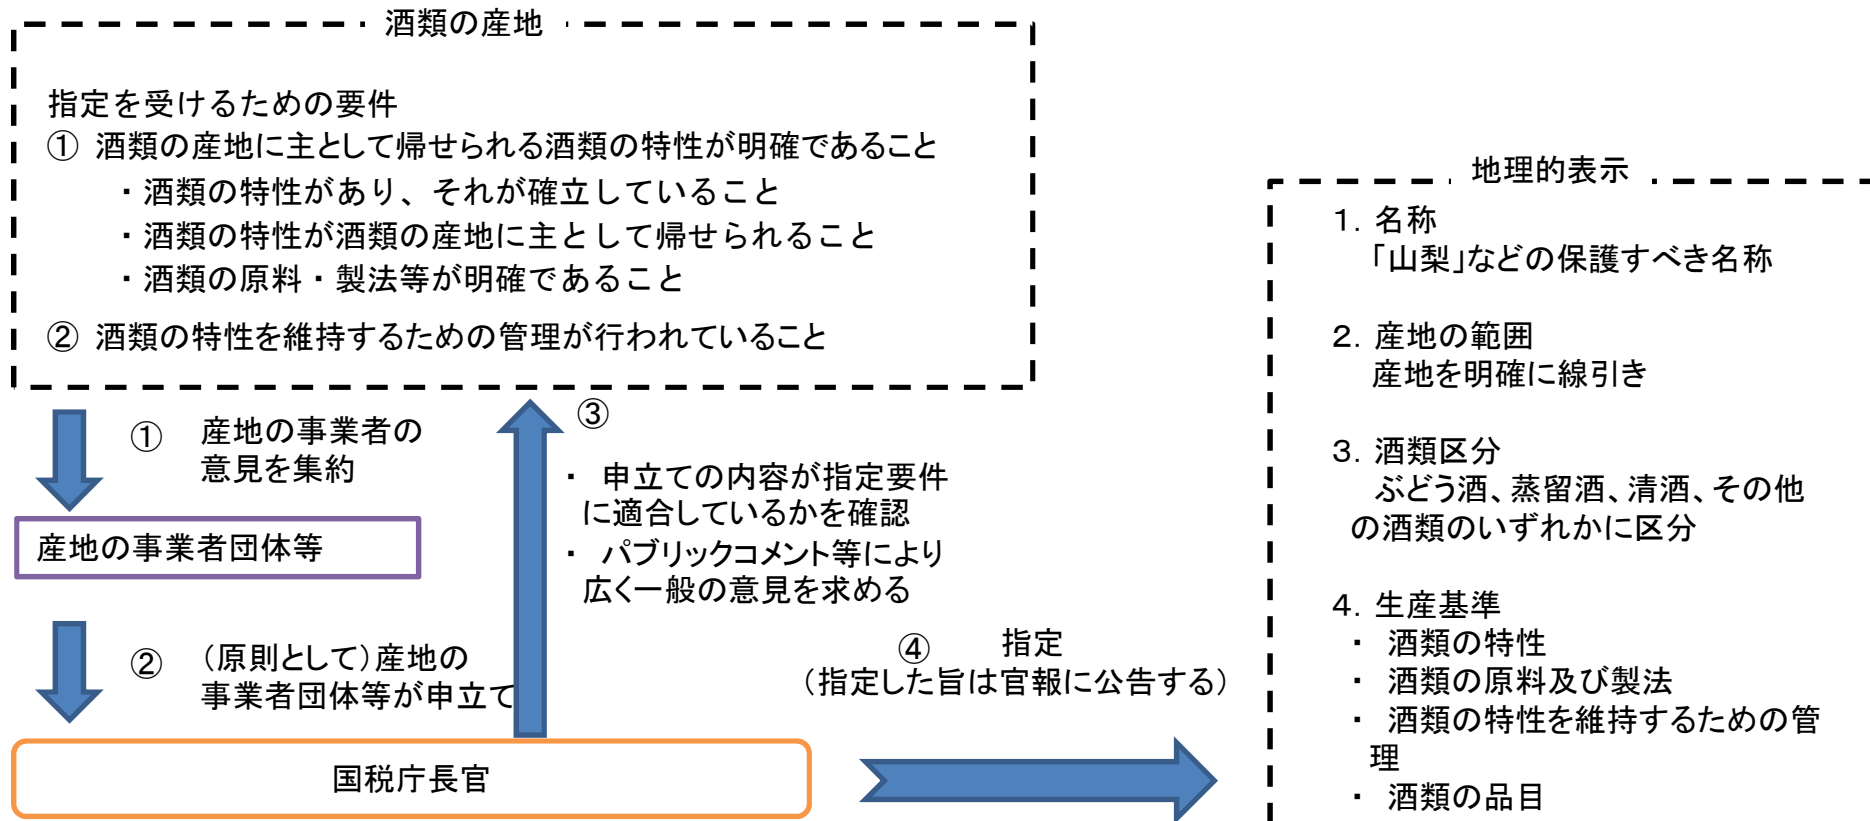 酒類の産地
指定を受けるための要件
① 酒類の産地に主として帰せられる酒類の特性が明確であること
・酒類の特性があり、それが確立していること
・酒類の特性が酒類の産地に主として帰せられること
・酒類の原料・製法等が明確であること
② 酒類の特性を維持するための管理が行われていること
① 産地の事業者の
意見を集約
産地の事業者団体等
② （原則として）産地の
事業者団体等が申立て
国税庁長官
③
・ 申立ての内容が指定要件
に適合しているかを確認
・ パブリックコメント等により
広く一般の意見を求める
④ 指定
（指定した旨は官報に公告する）
地理的表示
１．名称
「山梨」などの保護すべき名称
２．産地の範囲
産地を明確に線引き
３．酒類区分
ぶどう酒、蒸留酒、清酒、その他
の酒類のいずれかに区分
４．生産基準
・ 酒類の特性
・ 酒類の原料及び製法
・ 酒類の特性を維持するための管
理
・ 酒類の品目